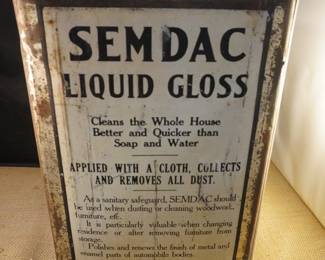 SEMDAC
LIQUID GLOSS
Cleans the Whole House
Better and Quicker than
Soap and Water
APPLIED WITH A CLOTH, COLLECTS
AND REMOVES ALL DUST.
As a sanitary safeguard, SEMDAC should
be used when dusting or cleaning woodwork,
furniture, etc.
It is particularly valuable when changing
residence or after removing furniture from
storage.
Polishes and renews the finish of metal and
enamel parts of automobile bodies.